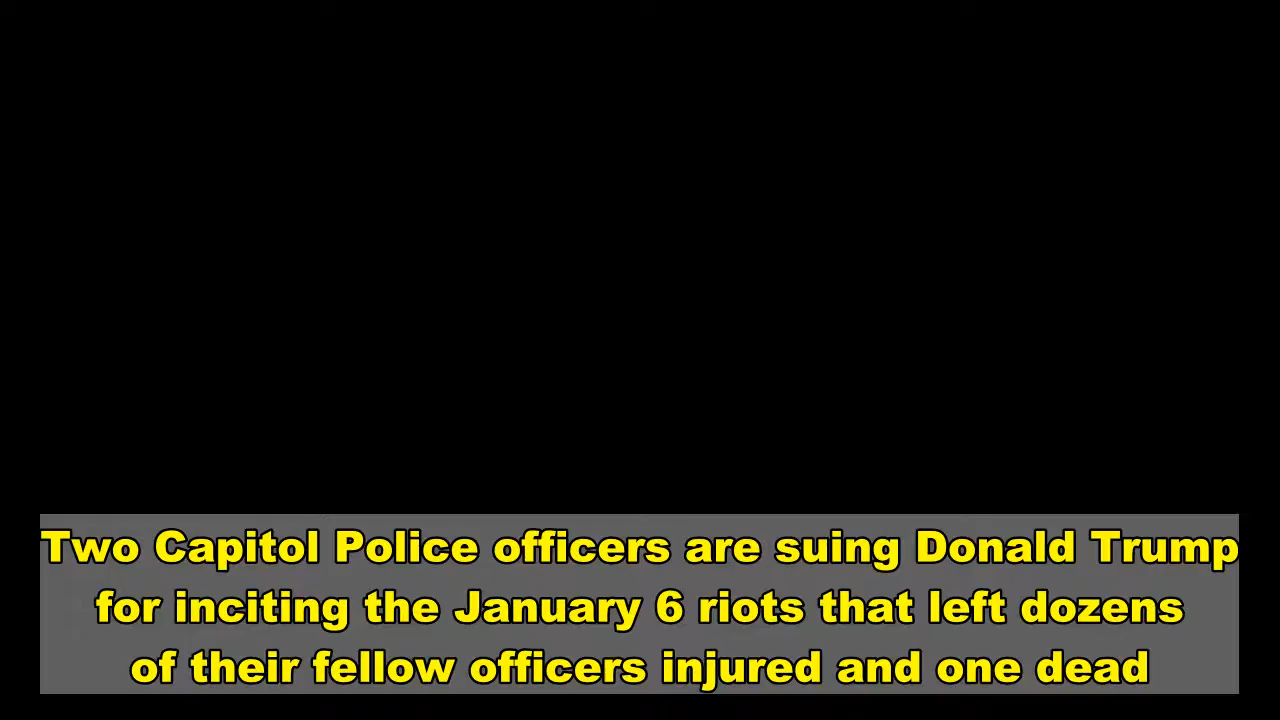 Two Capitol Police officers are suing Donald Trump
for inciting the January 6 riots that left dozens
of their fellow officers injured and one dead